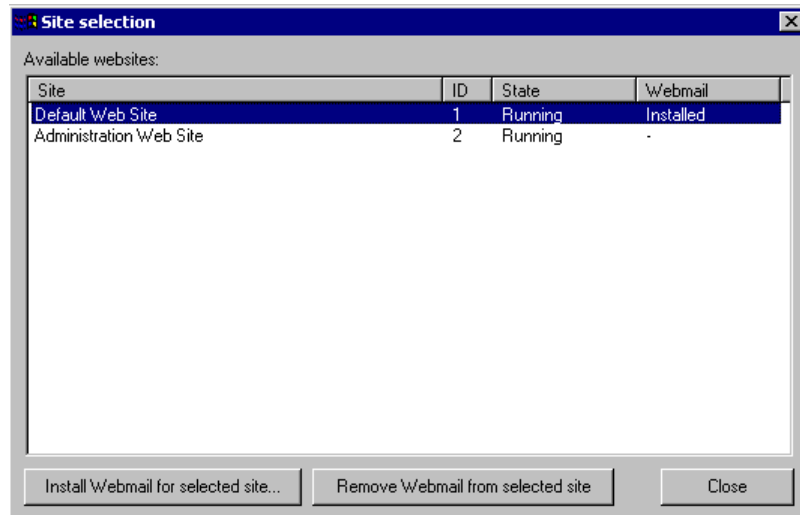 Site selection
Available websites:
Site ID State Webmail
Default Web Site 1 Running Installed
Administration Web Site 2 Running -
Install Webmail for selected site... Remove Webmail from selected site Close